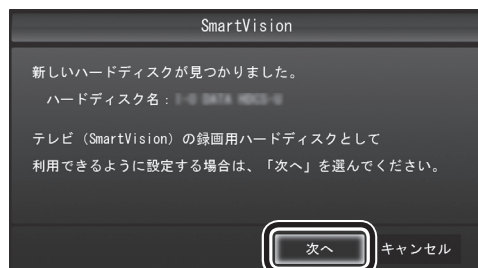 SmartVision
新しいハードディスクが見つかりました。
ハードディスク名：
テレビ（SmartVision）の録画用ハードディスクとして
利用できるように設定する場合は、「次へ」を選んでください。
次へ
キャンセル